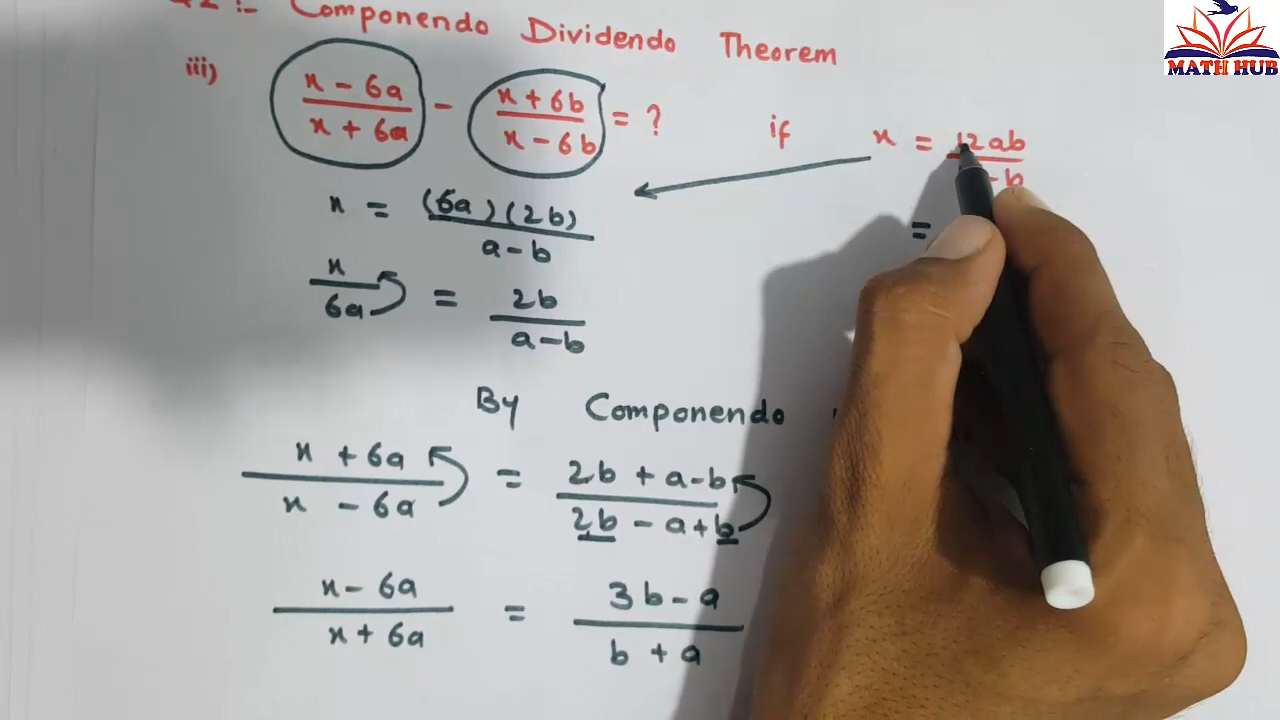 Componendo Dividendo Theorem
MATH HUB
iii) x - 6a / x + 6a - x + 6b / x - 6b = ? if x = 12ab / - b
x = (6a)(2b) / a - b
=
x / 6a = 2b / a - b
By Componendo
x + 6a / x - 6a = 2b + a - b / 2b - a + b
x - 6a / x + 6a = 3b - a / b + a